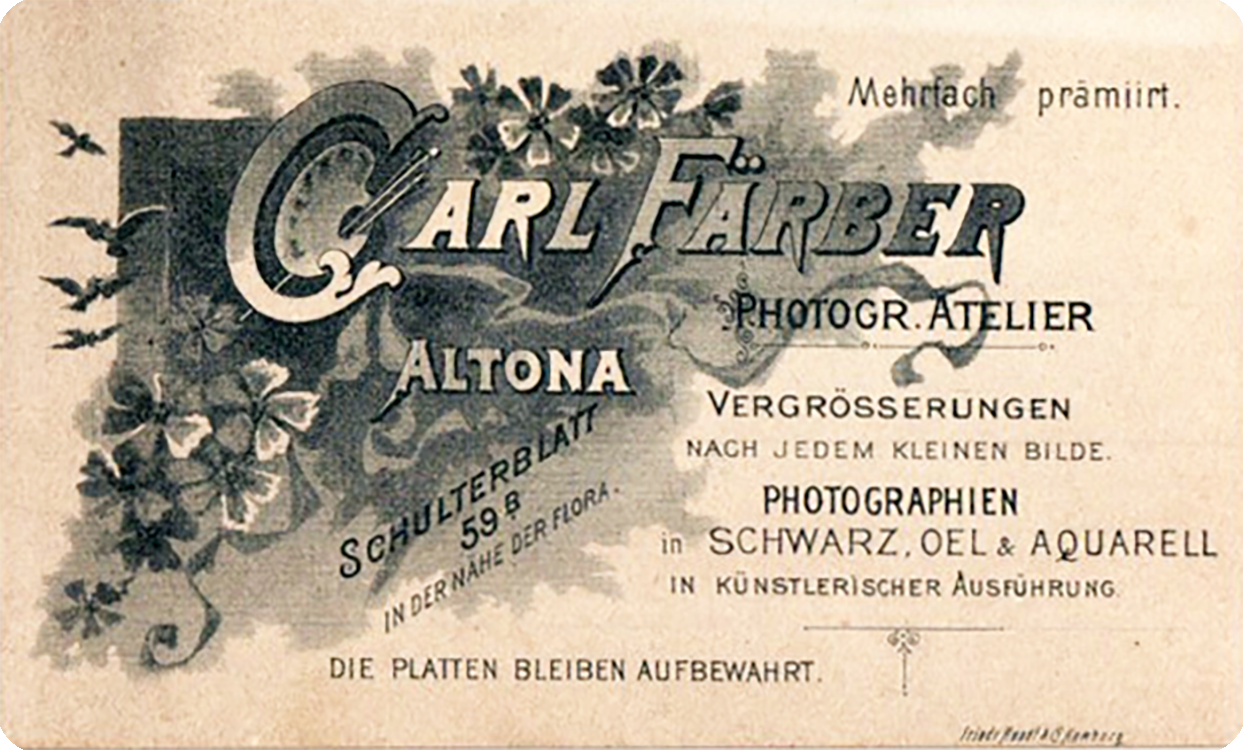 Mehrfach prämiirt.
CARL FÄRBER
PHOTOGR. ATELIER
ALTONA
SCHULTERBLATT
59 B
IN DER NÄHE DER FLORA.
VERGRÖSSERUNGEN
NACH JEDEM KLEINEN BILDE.
PHOTOGRAPHIEN
in SCHWARZ, OEL & AQUARELL
IN KÜNSTLERISCHER AUSFÜHRUNG.
DIE PLATTEN BLEIBEN AUFBEWAHRT.
Hamburg